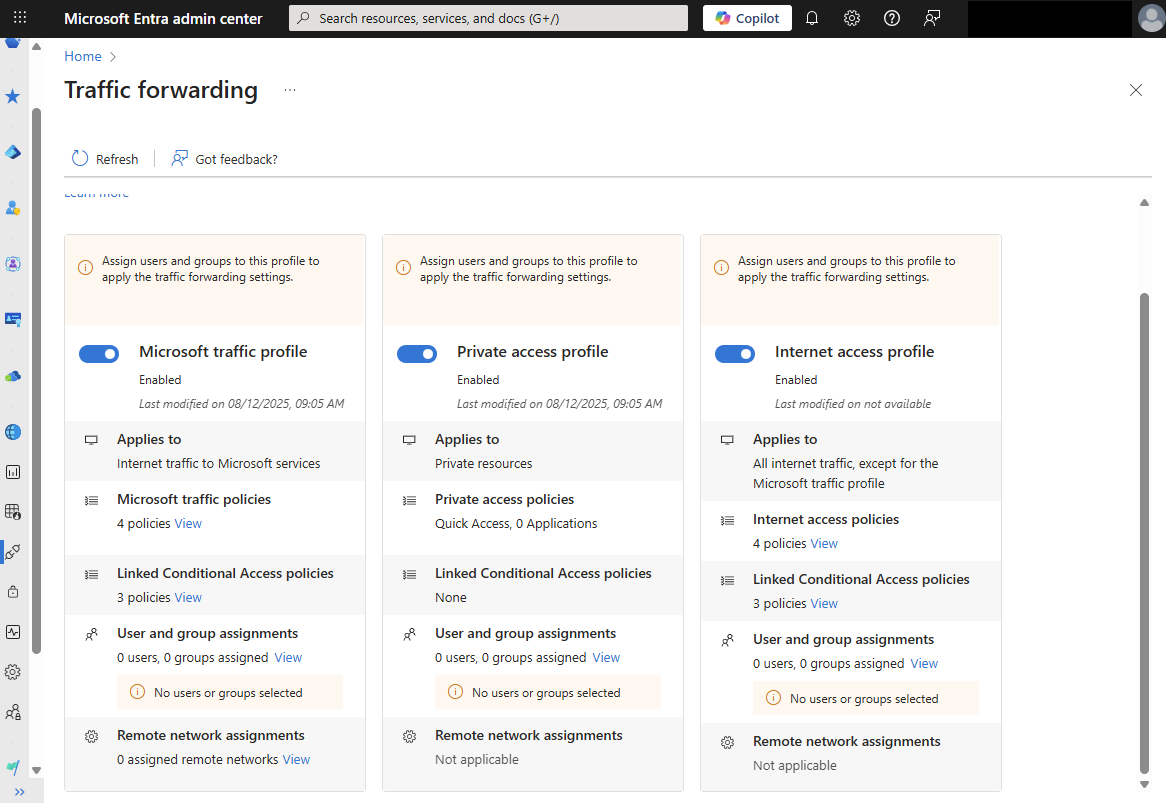 Microsoft Entra admin center
Search resources, services, and docs (G+/)
Copilot
Home
Traffic forwarding
...
Refresh
Got feedback?
Learn more
Assign users and groups to this profile to
apply the traffic forwarding settings.
Microsoft traffic profile
Enabled
Last modified on 08/12/2025, 09:05 AM
Applies to
Internet traffic to Microsoft services
Microsoft traffic policies
4 policies View
Linked Conditional Access policies
3 policies View
User and group assignments
0 users, 0 groups assigned View
No users or groups selected
Remote network assignments
0 assigned remote networks View
Assign users and groups to this profile to
apply the traffic forwarding settings.
Private access profile
Enabled
Last modified on 08/12/2025, 09:05 AM
Applies to
Private resources
Private access policies
Quick Access, 0 Applications
Linked Conditional Access policies
None
User and group assignments
0 users, 0 groups assigned View
No users or groups selected
Remote network assignments
Not applicable
Assign users and groups to this profile to
apply the traffic forwarding settings.
Internet access profile
Enabled
Last modified on not available
Applies to
All internet traffic, except for the
Microsoft traffic profile
Internet access policies
4 policies View
Linked Conditional Access policies
3 policies View
User and group assignments
0 users, 0 groups assigned View
No users or groups selected
Remote network assignments
Not applicable